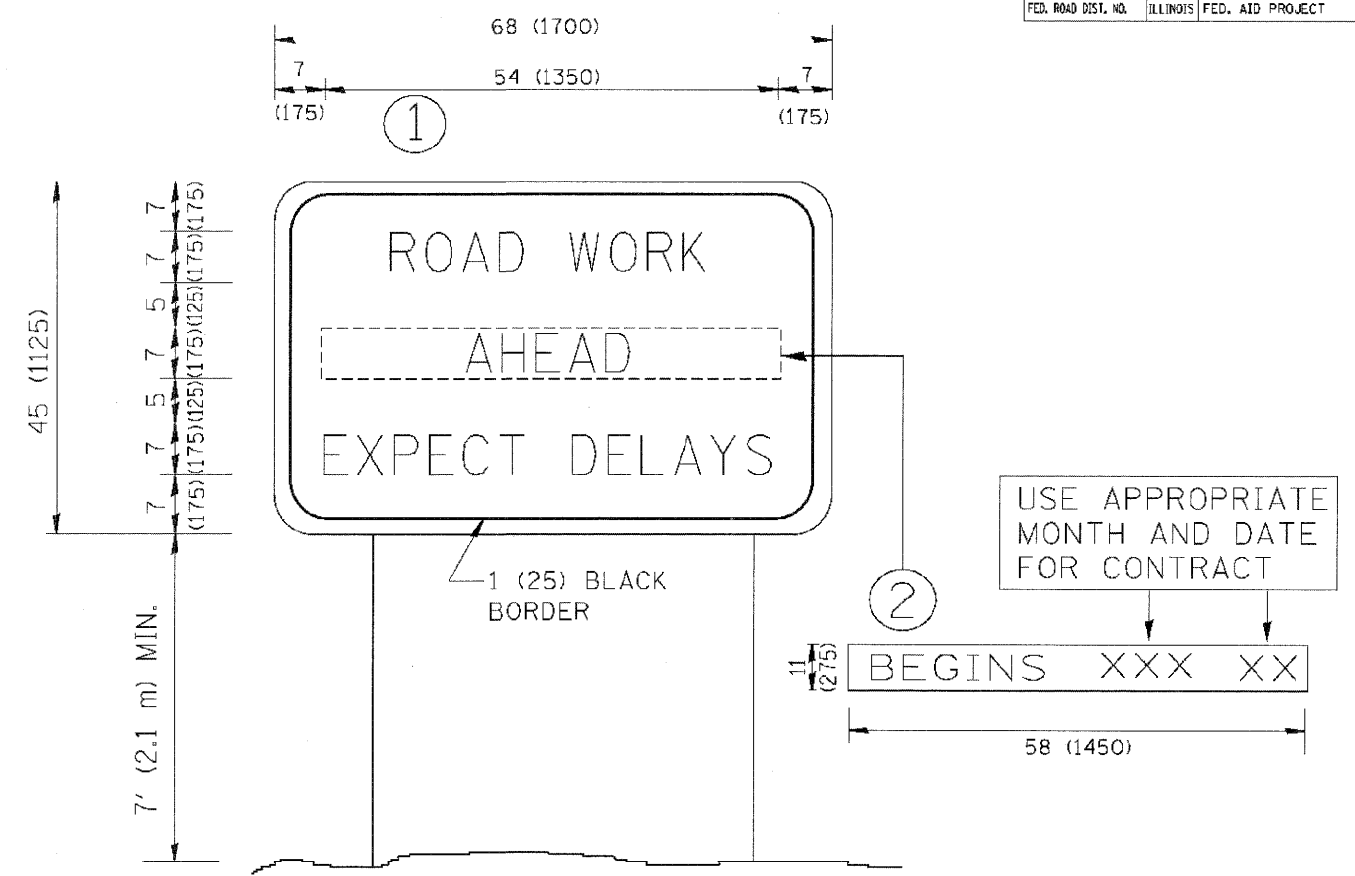 FED. ROAD DIST. NO. ILLINOIS FED. AID PROJECT
68 (1700)
7 54 (1350) 7
(175) (175)
1
7 (175)
7 (175)
5 (125)
7 (175)
5 (125)
7 (175)
7 (175)
45 (1125)
ROAD WORK
AHEAD
EXPECT DELAYS
1 (25) BLACK
BORDER
7' (2.1 m) MIN.
USE APPROPRIATE
MONTH AND DATE
FOR CONTRACT
2
11
(275)
BEGINS XXX XX
58 (1450)